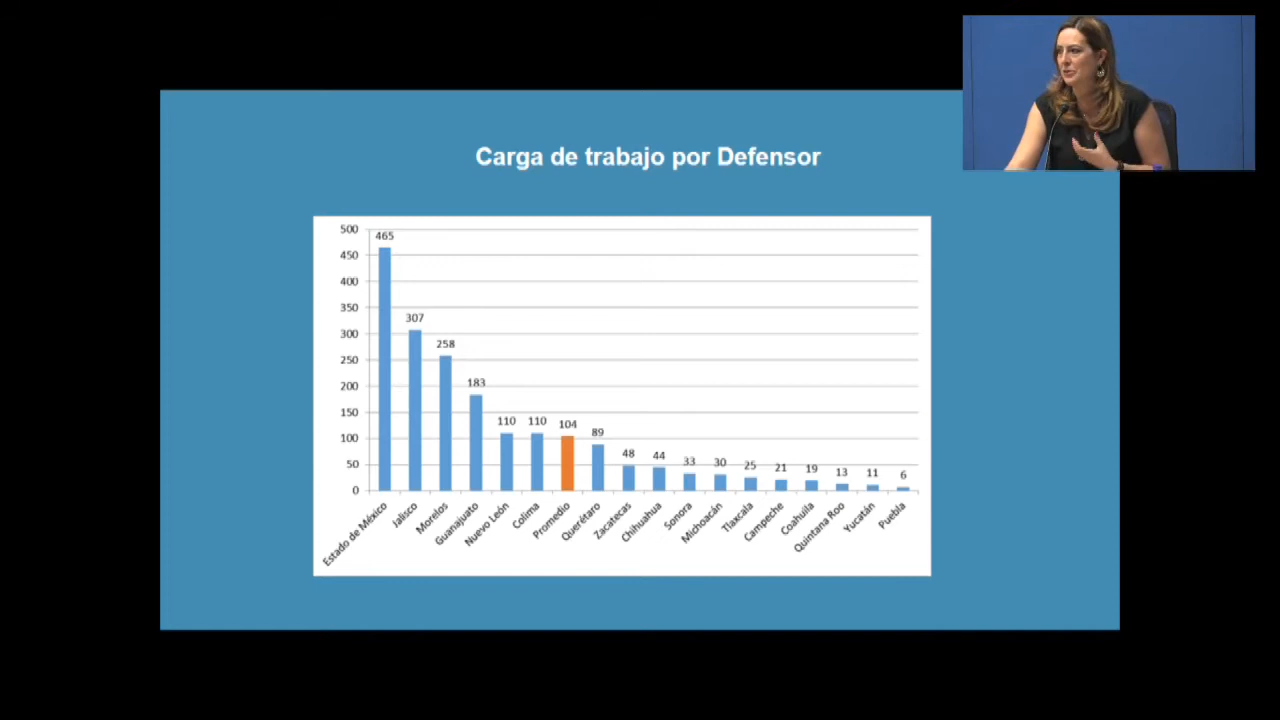 Carga de trabajo por Defensor
500
450
400
350
300
250
200
150
100
50
0
465
307
258
183
110
110
104
89
48
44
33
30
25
21
19
13
11
6
Estado de México
Jalisco
Morelos
Guanajuato
Nuevo León
Colima
Promedio
Querétaro
Zacatecas
Chihuahua
Sonora
Michoacán
Tlaxcala
Campeche
Coahuila
Quintana Roo
Yucatán
Puebla